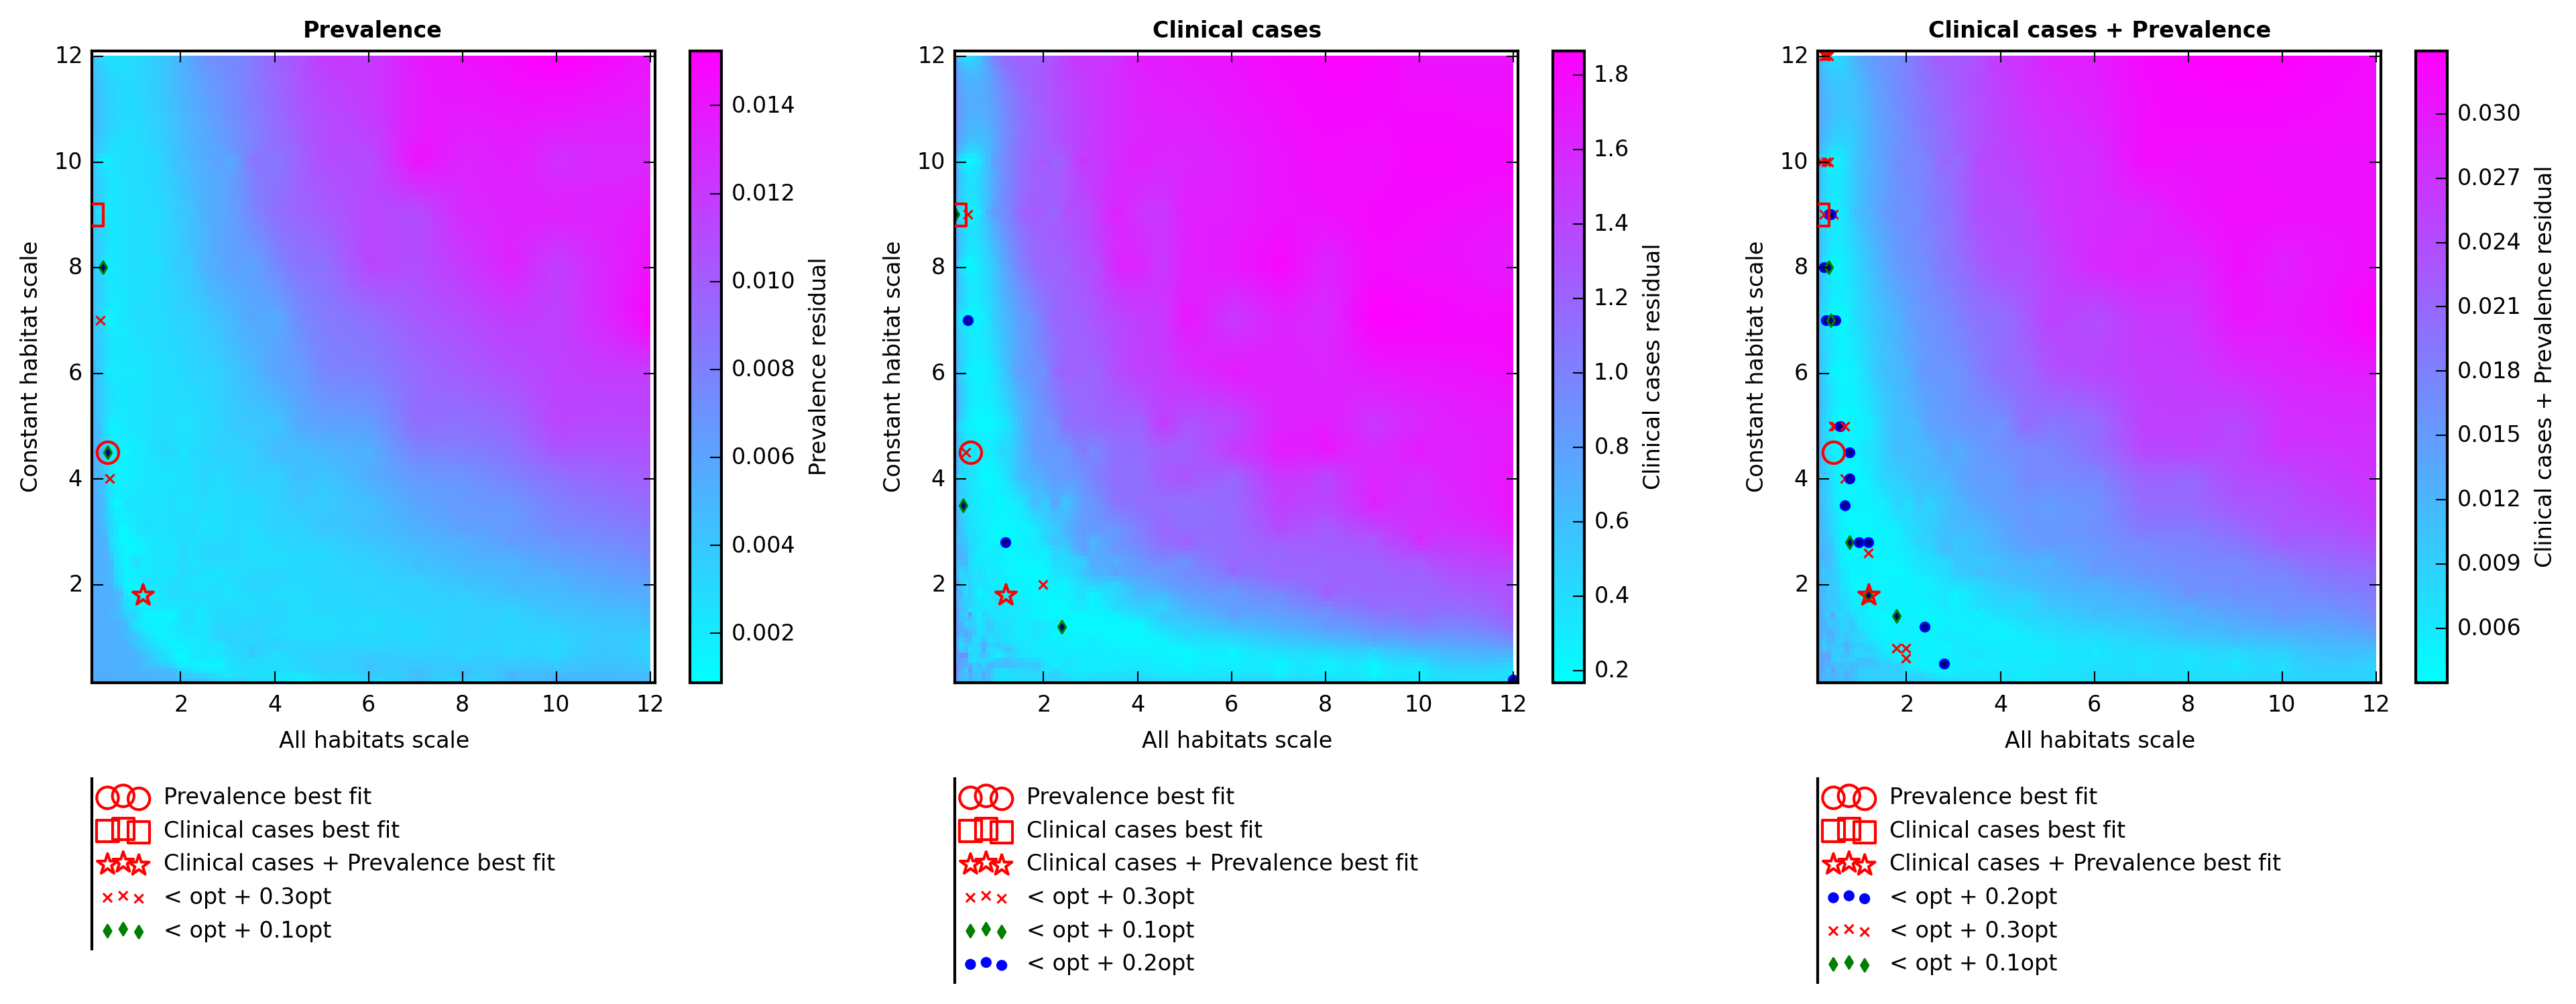 Prevalence
12
10
8
6
4
2
2 4 6 8 10 12
Constant habitat scale
All habitats scale
0.014
0.012
0.010
0.008
0.006
0.004
0.002
Prevalence residual
Prevalence best fit
Clinical cases best fit
Clinical cases + Prevalence best fit
< opt + 0.3opt
< opt + 0.1opt
Clinical cases
12
10
8
6
4
2
2 4 6 8 10 12
Constant habitat scale
All habitats scale
1.8
1.6
1.4
1.2
1.0
0.8
0.6
0.4
0.2
Clinical cases residual
Prevalence best fit
Clinical cases best fit
Clinical cases + Prevalence best fit
< opt + 0.3opt
< opt + 0.1opt
< opt + 0.2opt
Clinical cases + Prevalence
12
10
8
6
4
2
2 4 6 8 10 12
Constant habitat scale
All habitats scale
0.030
0.027
0.024
0.021
0.018
0.015
0.012
0.009
0.006
Clinical cases + Prevalence residual
Prevalence best fit
Clinical cases best fit
Clinical cases + Prevalence best fit
< opt + 0.2opt
< opt + 0.3opt
< opt + 0.1opt